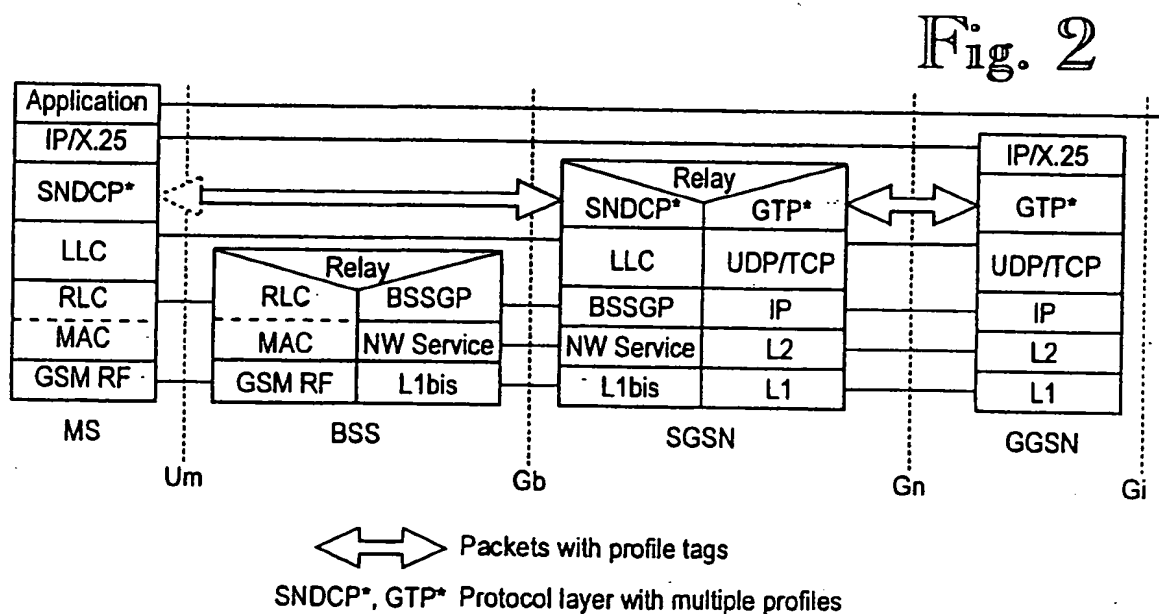 Fig. 2
Application
IP/X.25
SNDCP*
LLC
RLC
MAC
GSM RF
MS
Um
Relay
RLC
BSSGP
MAC
NW Service
GSM RF
L1bis
BSS
Gb
Relay
SNDCP*
GTP*
LLC
UDP/TCP
BSSGP
IP
NW Service
L2
L1bis
L1
SGSN
Gn
IP/X.25
GTP*
UDP/TCP
IP
L2
L1
GGSN
Gi
Packets with profile tags
SNDCP*, GTP* Protocol layer with multiple profiles